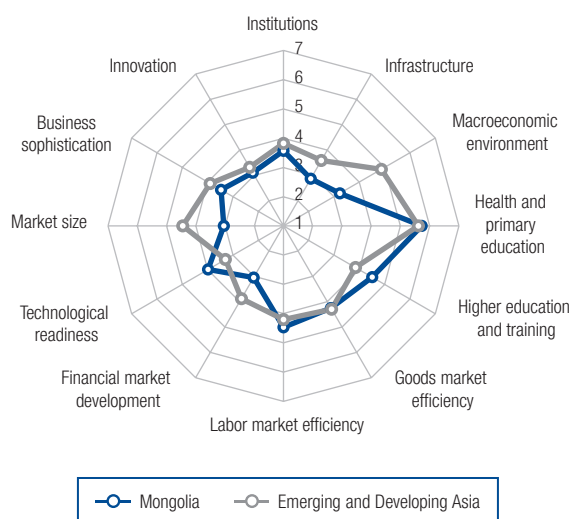 Institutions
7
6
5
4
3
2
1
Infrastructure
Macroeconomic
environment
Health and
primary
education
Higher education
and training
Goods market
efficiency
Labor market efficiency
Financial market
development
Technological
readiness
Market size
Business
sophistication
Innovation
Mongolia
Emerging and Developing Asia